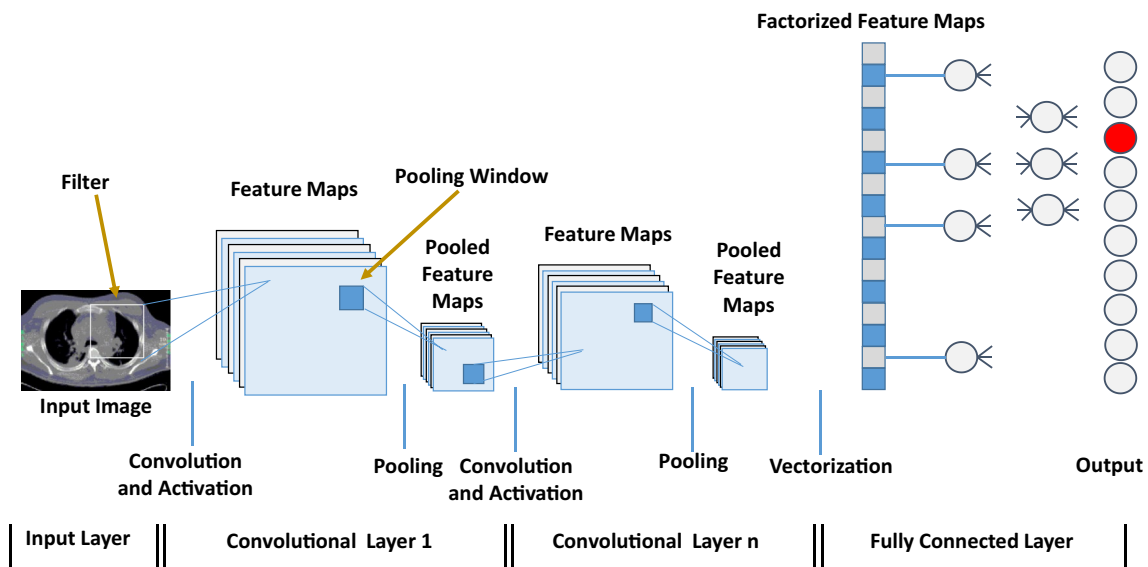 Factorized Feature Maps
Filter
Feature Maps
Pooling Window
Pooled
Feature
Maps
Feature Maps
Pooled
Feature
Maps
Input Image
Convolution
and Activation
Pooling
Convolution
and Activation
Pooling
Vectorization
Output
Input Layer
Convolutional Layer 1
Convolutional Layer n
Fully Connected Layer